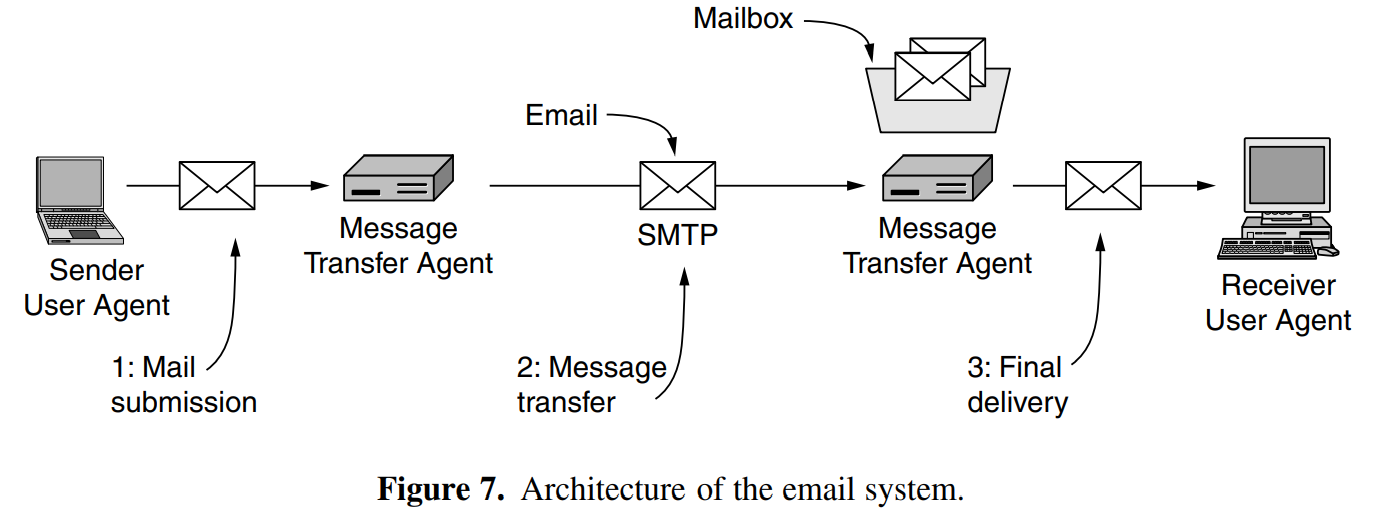 Mailbox
Email
SMTP
Message
Transfer Agent
Message
Transfer Agent
Sender
User Agent
Receiver
User Agent
1: Mail
submission
2: Message
transfer
3: Final
delivery
Figure 7. Architecture of the email system.